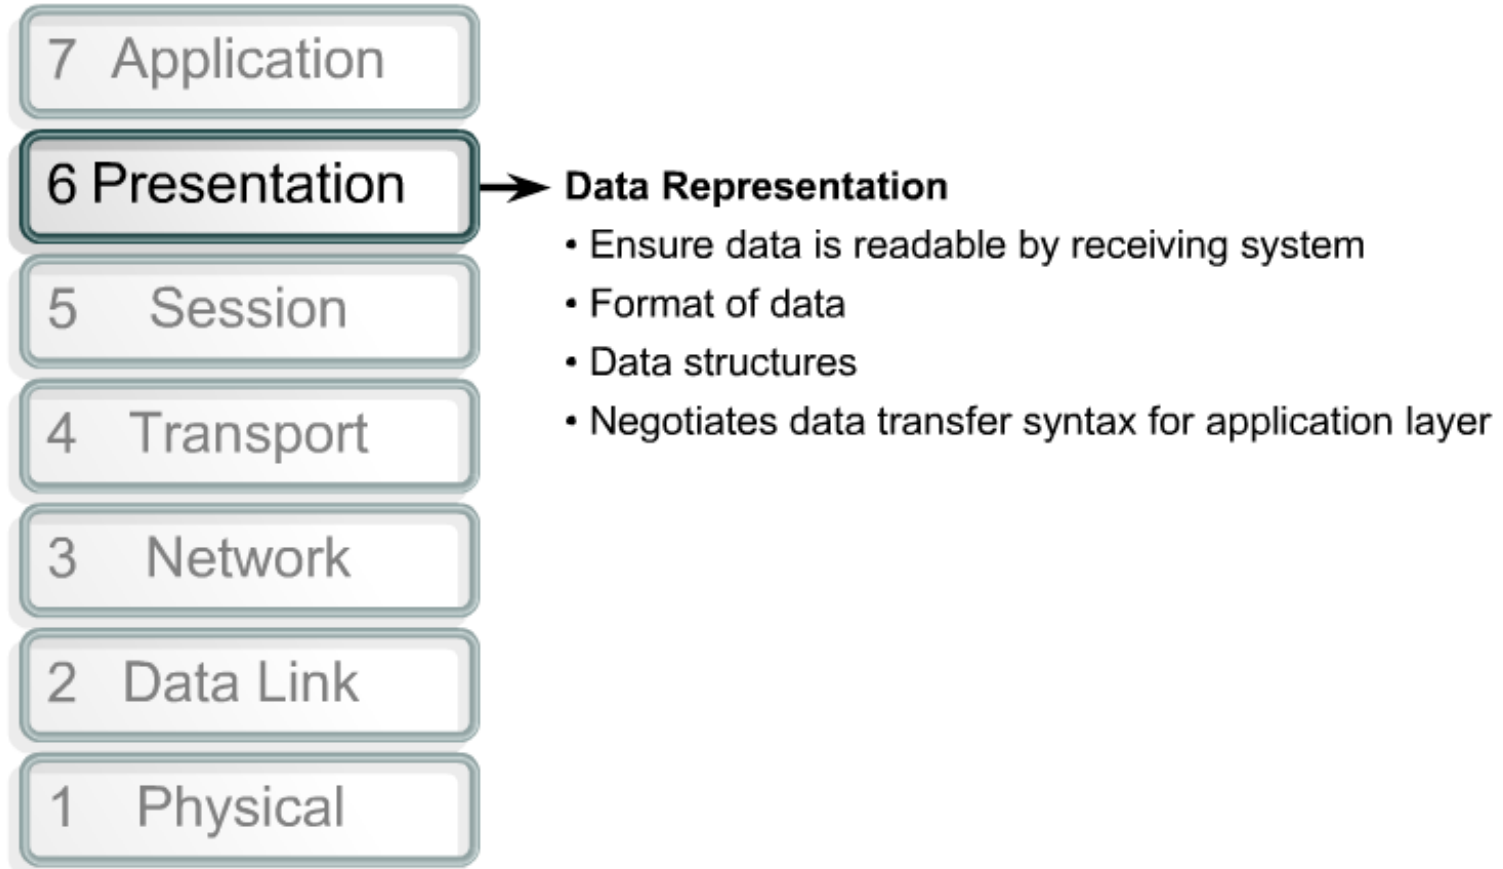 7 Application
6 Presentation
Data Representation
• Ensure data is readable by receiving system
• Format of data
• Data structures
• Negotiates data transfer syntax for application layer
5 Session
4 Transport
3 Network
2 Data Link
1 Physical